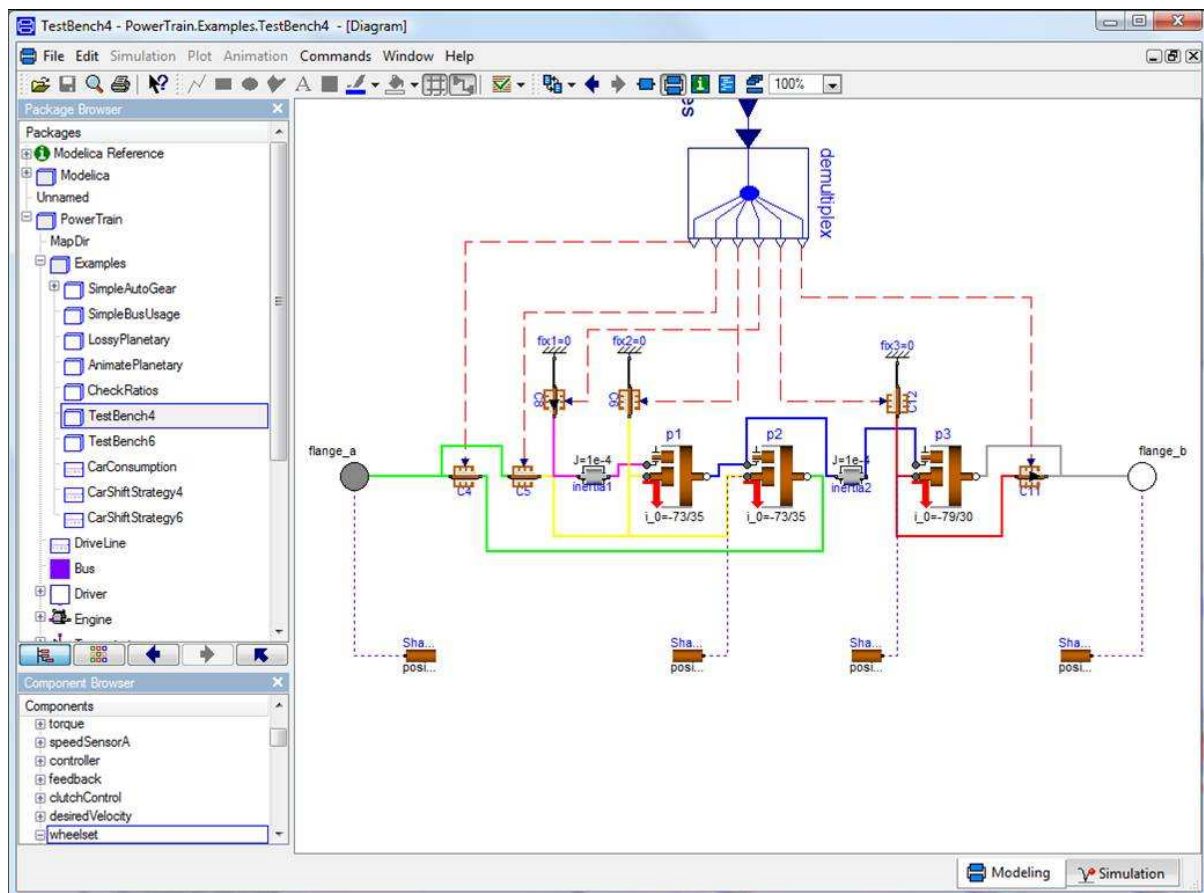 TestBench4 - PowerTrain.Examples.TestBench4 - [Diagram]
File Edit Simulation Plot Animation Commands Window Help
A 100%
Package Browser
Packages
Modelica Reference
Modelica
Unnamed
PowerTrain
MapDir
Examples
SimpleAutoGear
SimpleBusUsage
LossyPlanetary
AnimatePlanetary
CheckRatios
TestBench4
TestBench6
CarConsumption
CarShiftStrategy4
CarShiftStrategy6
DriveLine
Bus
Driver
Engine
Component Browser
Components
torque
speedSensorA
controller
feedback
clutchControl
desiredVelocity
wheelset
es
demultiplex
fix1=0
fix2=0
fix3=0
C8
C6
C12
p1
p2
p3
flange_a
flange_b
J=1e-4
J=1e-4
C4
C5
inertia1
inertia2
C11
i_0=-73/35
i_0=-73/35
i_0=-79/30
Sha...
posi...
Sha...
posi...
Sha...
posi...
Sha...
posi...
Modeling
Simulation